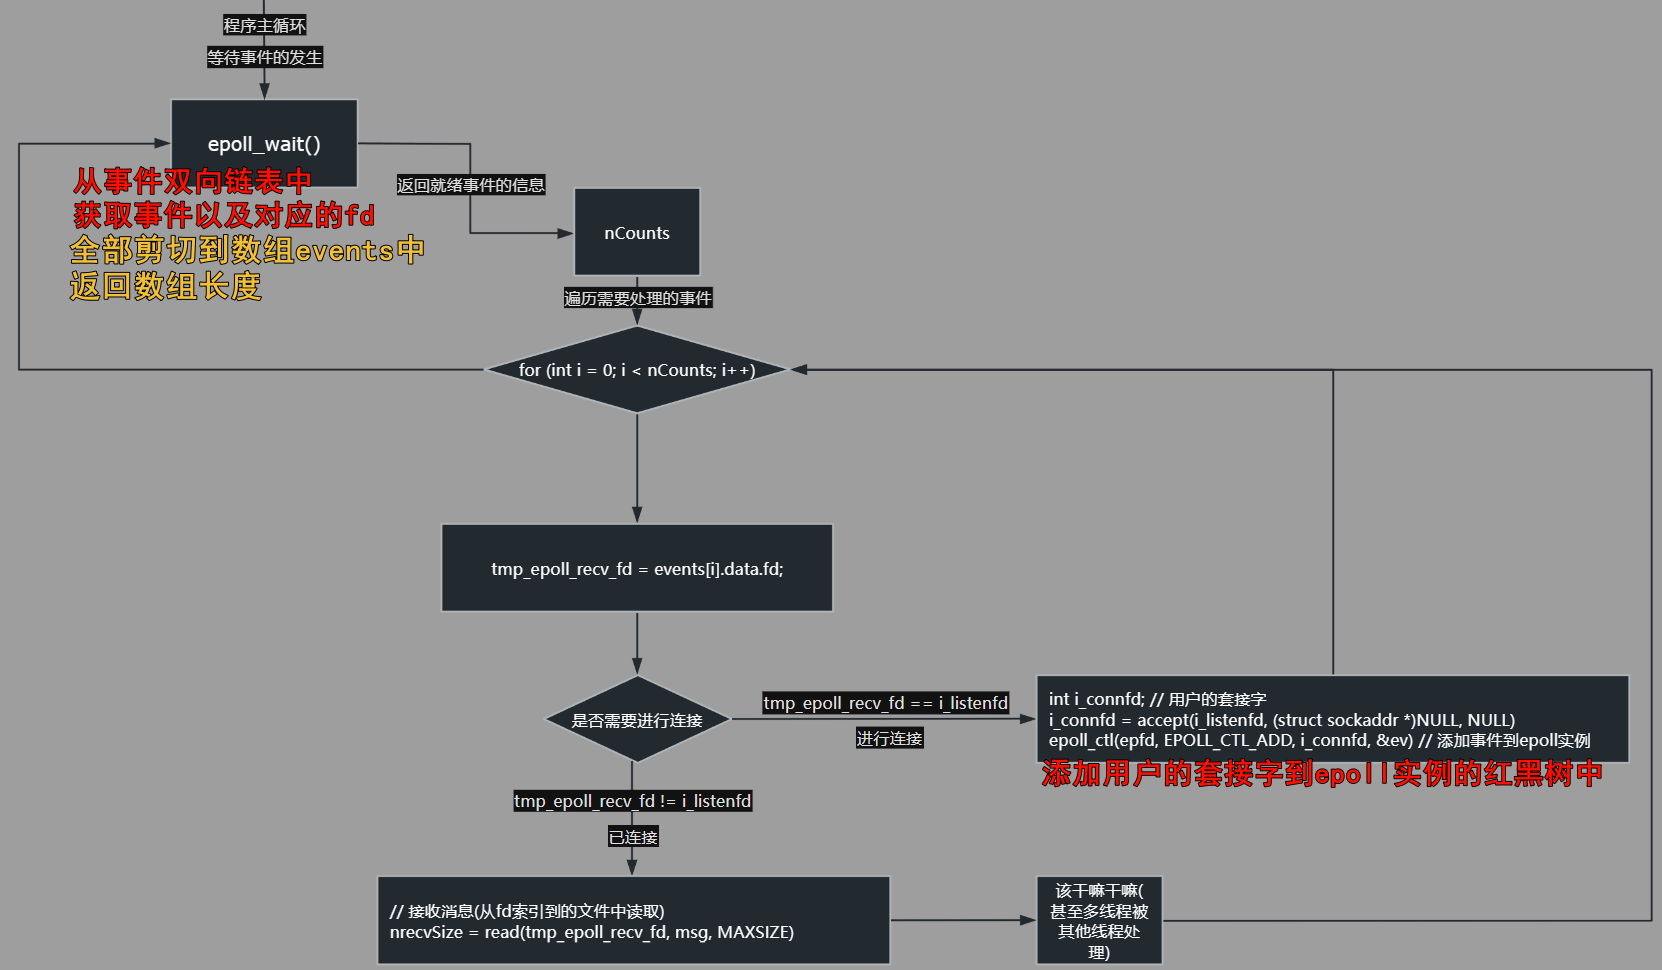 程序主循环
等待事件的发生
epoll_wait()
从事件双向链表中
获取事件以及对应的fd
全部剪切到数组events中
返回数组长度
返回就绪事件的信息
nCounts
遍历需要处理的事件
for (int i = 0; i < nCounts; i++)
tmp_epoll_recv_fd = events[i].data.fd;
是否需要进行连接
tmp_epoll_recv_fd == i_listenfd
进行连接
int i_connfd; // 用户的套接字
i_connfd = accept(i_listenfd, (struct sockaddr *)NULL, NULL)
epoll_ctl(epfd, EPOLL_CTL_ADD, i_connfd, &ev) // 添加事件到epoll实例
添加用户的套接字到epoll实例的红黑树中
tmp_epoll_recv_fd != i_listenfd
已连接
// 接收消息(从fd索引到的文件中读取)
nrecvSize = read(tmp_epoll_recv_fd, msg, MAXSIZE)
该干嘛干嘛(
甚至多线程被
其他线程处
理)